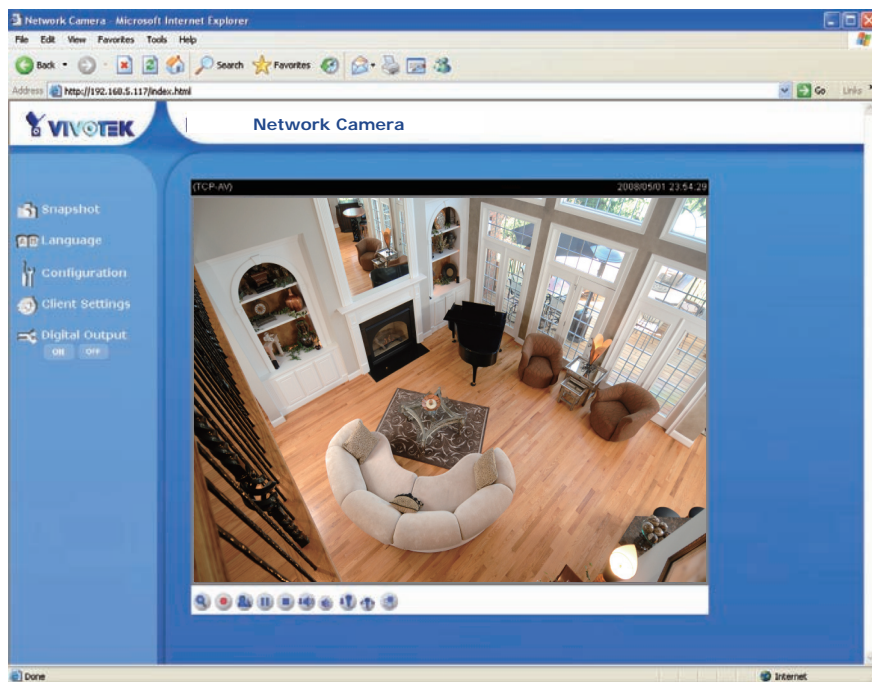 Network Camera - Microsoft Internet Explorer
File Edit View Favorites Tools Help
Back Search Favorites
Address http://192.168.5.117/index.html Go Links
VIVOTEK Network Camera
(TCP-AV) 2008/05/01 23:54:29
Snapshot
Language
Configuration
Client Settings
Digital Output
ON OFF
Done Internet